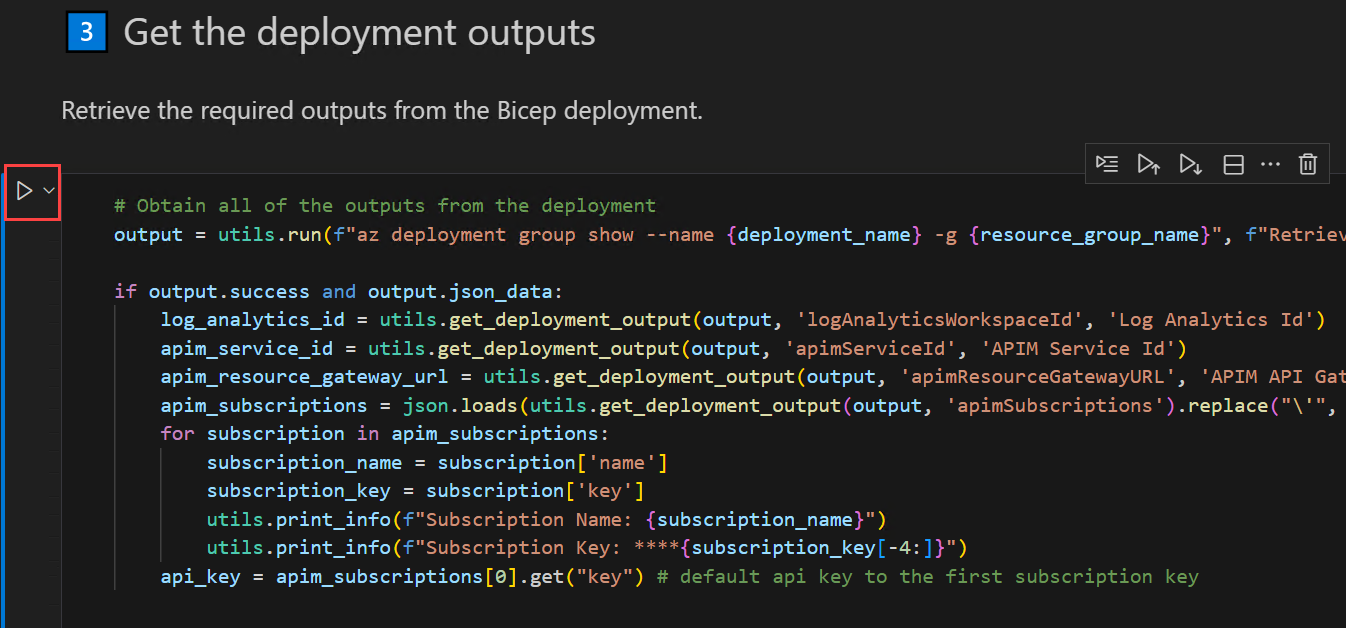 3 Get the deployment outputs
Retrieve the required outputs from the Bicep deployment.
# Obtain all of the outputs from the deployment
output = utils.run(f"az deployment group show --name {deployment_name} -g {resource_group_name}", f"Retriev
if output.success and output.json_data:
    log_analytics_id = utils.get_deployment_output(output, 'logAnalyticsWorkspaceId', 'Log Analytics Id')
    apim_service_id = utils.get_deployment_output(output, 'apimServiceId', 'APIM Service Id')
    apim_resource_gateway_url = utils.get_deployment_output(output, 'apimResourceGatewayURL', 'APIM API Gat
    apim_subscriptions = json.loads(utils.get_deployment_output(output, 'apimSubscriptions').replace("\'",
    for subscription in apim_subscriptions:
        subscription_name = subscription['name']
        subscription_key = subscription['key']
        utils.print_info(f"Subscription Name: {subscription_name}")
        utils.print_info(f"Subscription Key: ****{subscription_key[-4:]}")
    api_key = apim_subscriptions[0].get("key") # default api key to the first subscription key